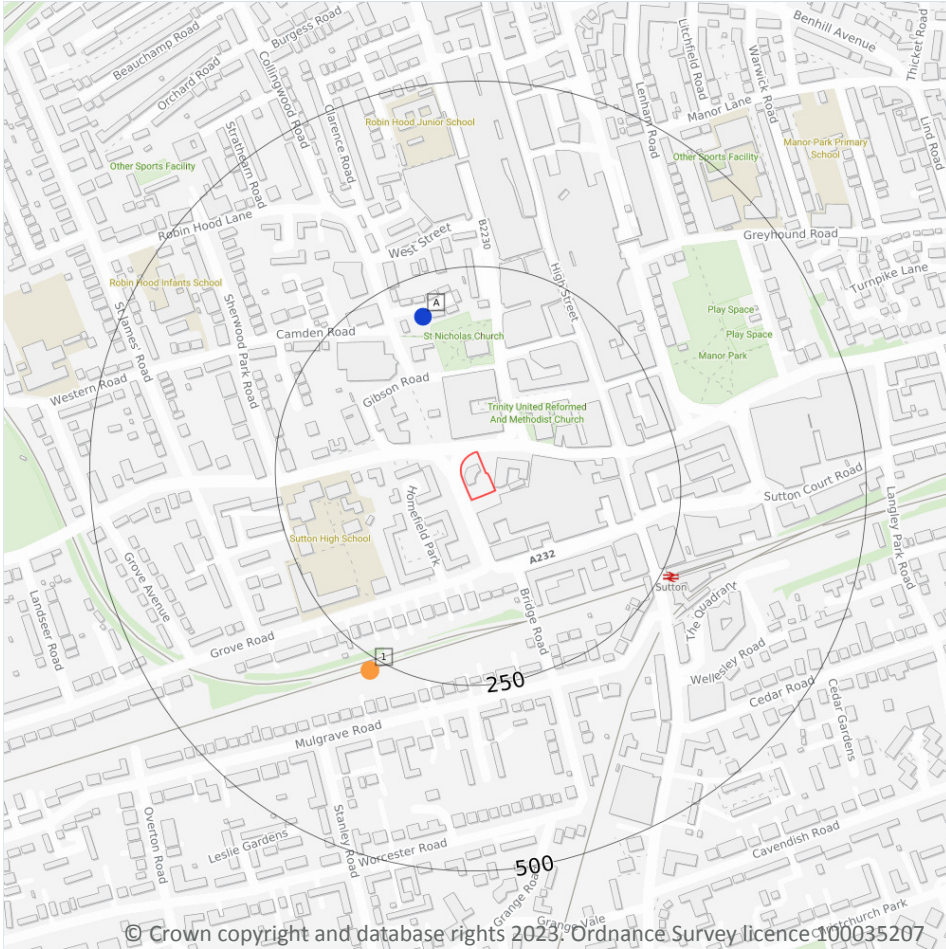 Burgess Road
Beauchamp Road
Orchard Road
Collingwood Road
Clarence Road
Litchfield Road
Warwick Road
Benhill Avenue
Thicket Road
Lenham Road
Manor Lane
Lind Road
Robin Hood Junior School
Other Sports Facility
Strathearn Road
Other Sports Facility
Manor Park Primary
School
Robin Hood Lane
West Street
B2230
Greyhound Road
High Street
Turnpike Lane
Robin Hood Infants School
St James' Road
Sherwood Park Road
A
Camden Road
St Nicholas Church
Play Space
Play Space
Manor Park
Western Road
Gibson Road
Trinity United Reformed
And Methodist Church
Sutton Court Road
Langley Park Road
Homefield Park
Sutton High School
A232
Grove Avenue
Landseer Road
Sutton
The Quadrant
Bridge Road
Grove Road
1
250
Wellesley Road
Cedar Road
Cedar Gardens
Mulgrave Road
Overton Road
Stanley Road
Leslie Gardens
Worcester Road
Cavendish Road
500
Grange Road
Grange Vale
Christchurch Park
© Crown copyright and database rights 2023. Ordnance Survey licence 100035207